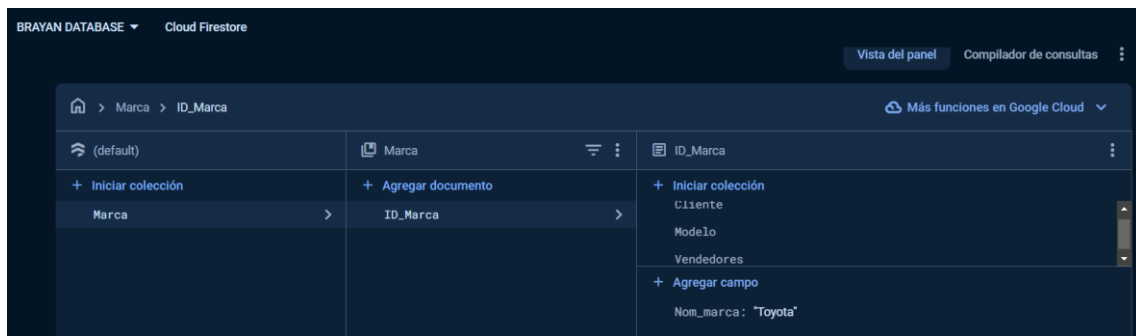 BRAYAN DATABASE Cloud Firestore
Vista del panel Compilador de consultas
Marca > ID_Marca Más funciones en Google Cloud
(default) Marca ID_Marca
+ Iniciar colección + Agregar documento + Iniciar colección
Marca ID_Marca Cliente
Modelo
Vendedores
+ Agregar campo
Nom_marca: "Toyota"